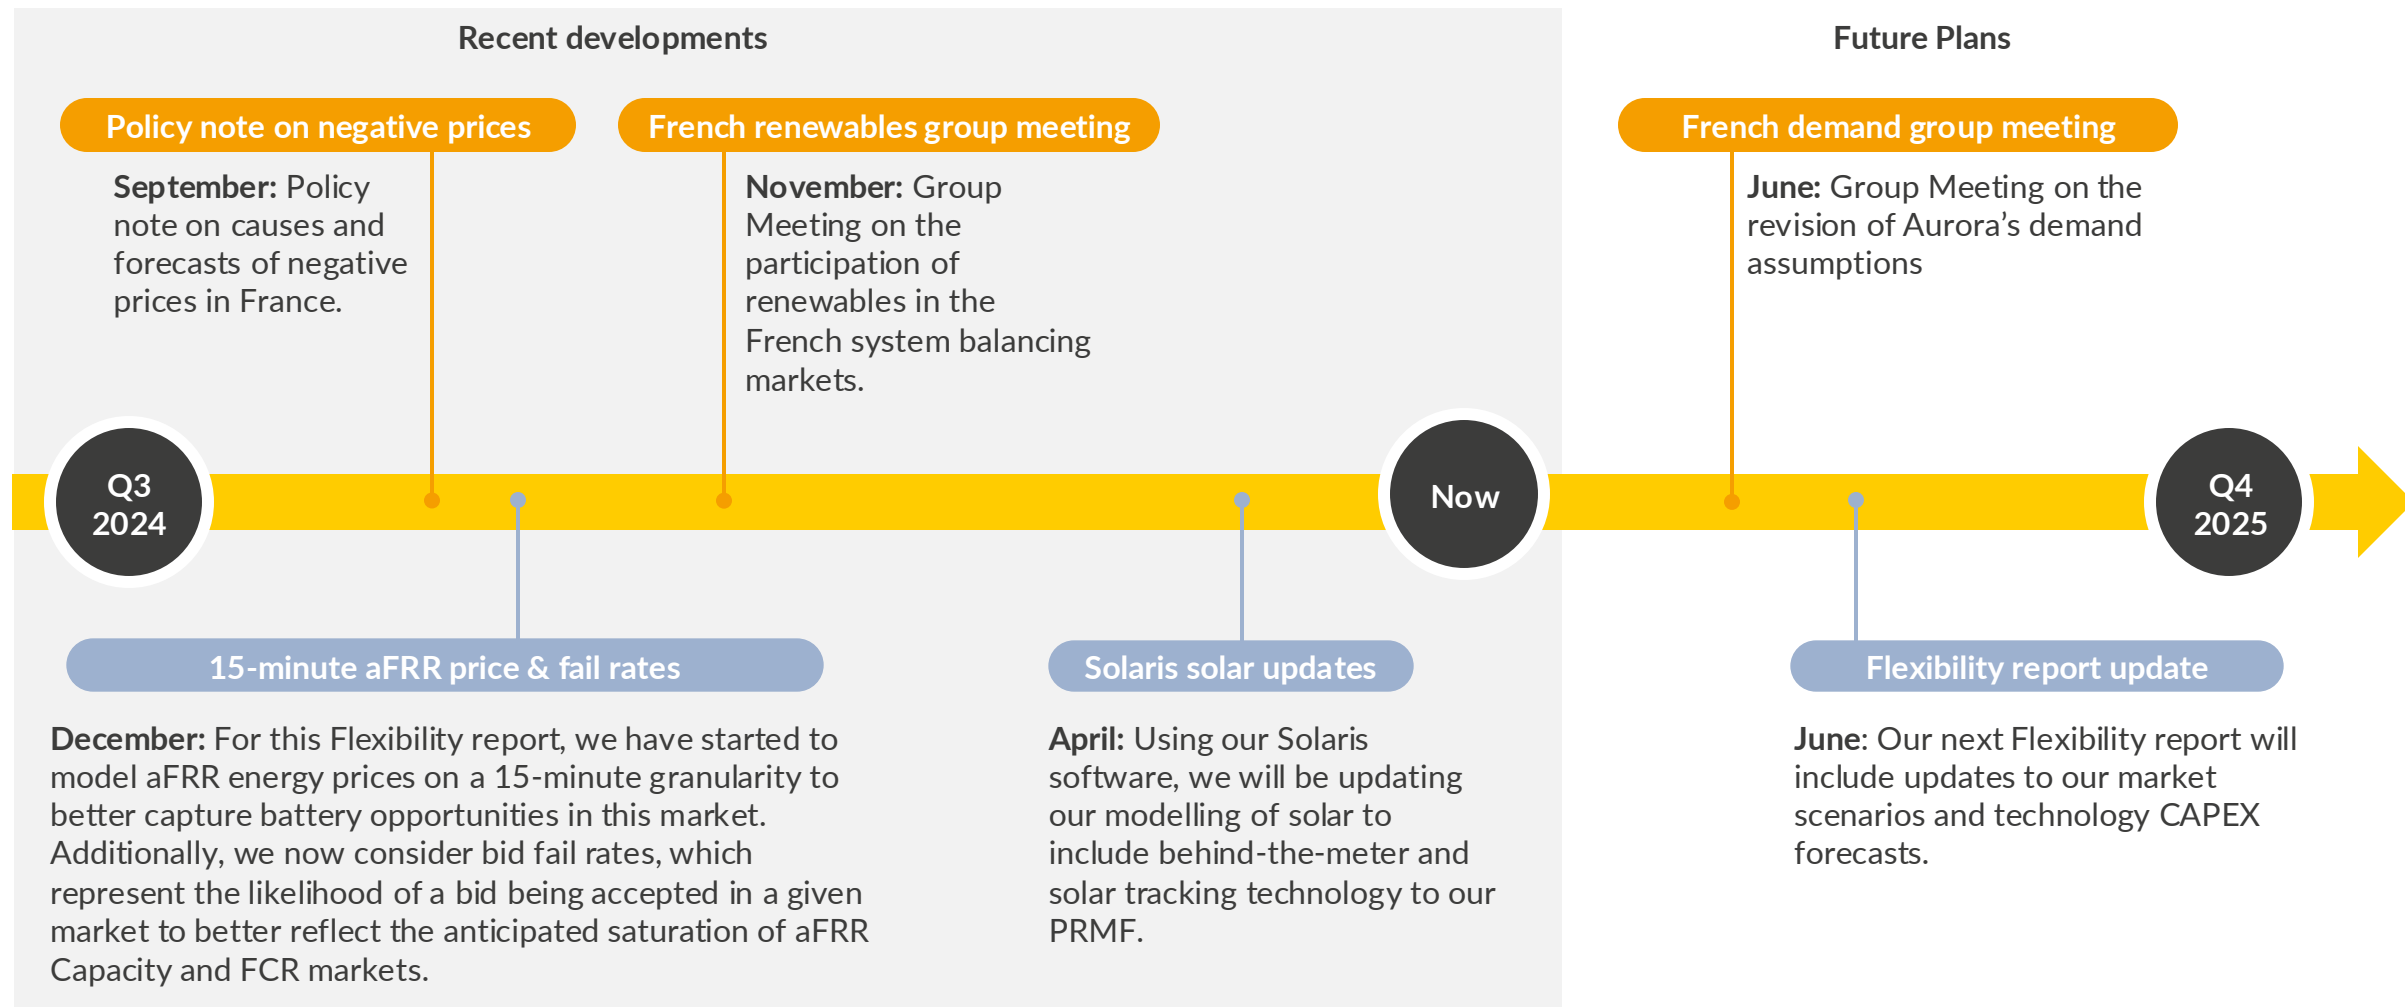 Recent developments
Future Plans
Policy note on negative prices
French renewables group meeting
French demand group meeting
September: Policy
note on causes and
forecasts of negative
prices in France.
November: Group
Meeting on the
participation of
renewables in the
French system balancing
markets.
June: Group Meeting on the
revision of Aurora’s demand
assumptions
Q3
2024
Now
Q4
2025
15-minute aFRR price & fail rates
Solaris solar updates
Flexibility report update
December: For this Flexibility report, we have started to
model aFRR energy prices on a 15-minute granularity to
better capture battery opportunities in this market.
Additionally, we now consider bid fail rates, which
represent the likelihood of a bid being accepted in a given
market to better reflect the anticipated saturation of aFRR
Capacity and FCR markets.
April: Using our Solaris
software, we will be updating
our modelling of solar to
include behind-the-meter and
solar tracking technology to our
PRMF.
June: Our next Flexibility report will
include updates to our market
scenarios and technology CAPEX
forecasts.